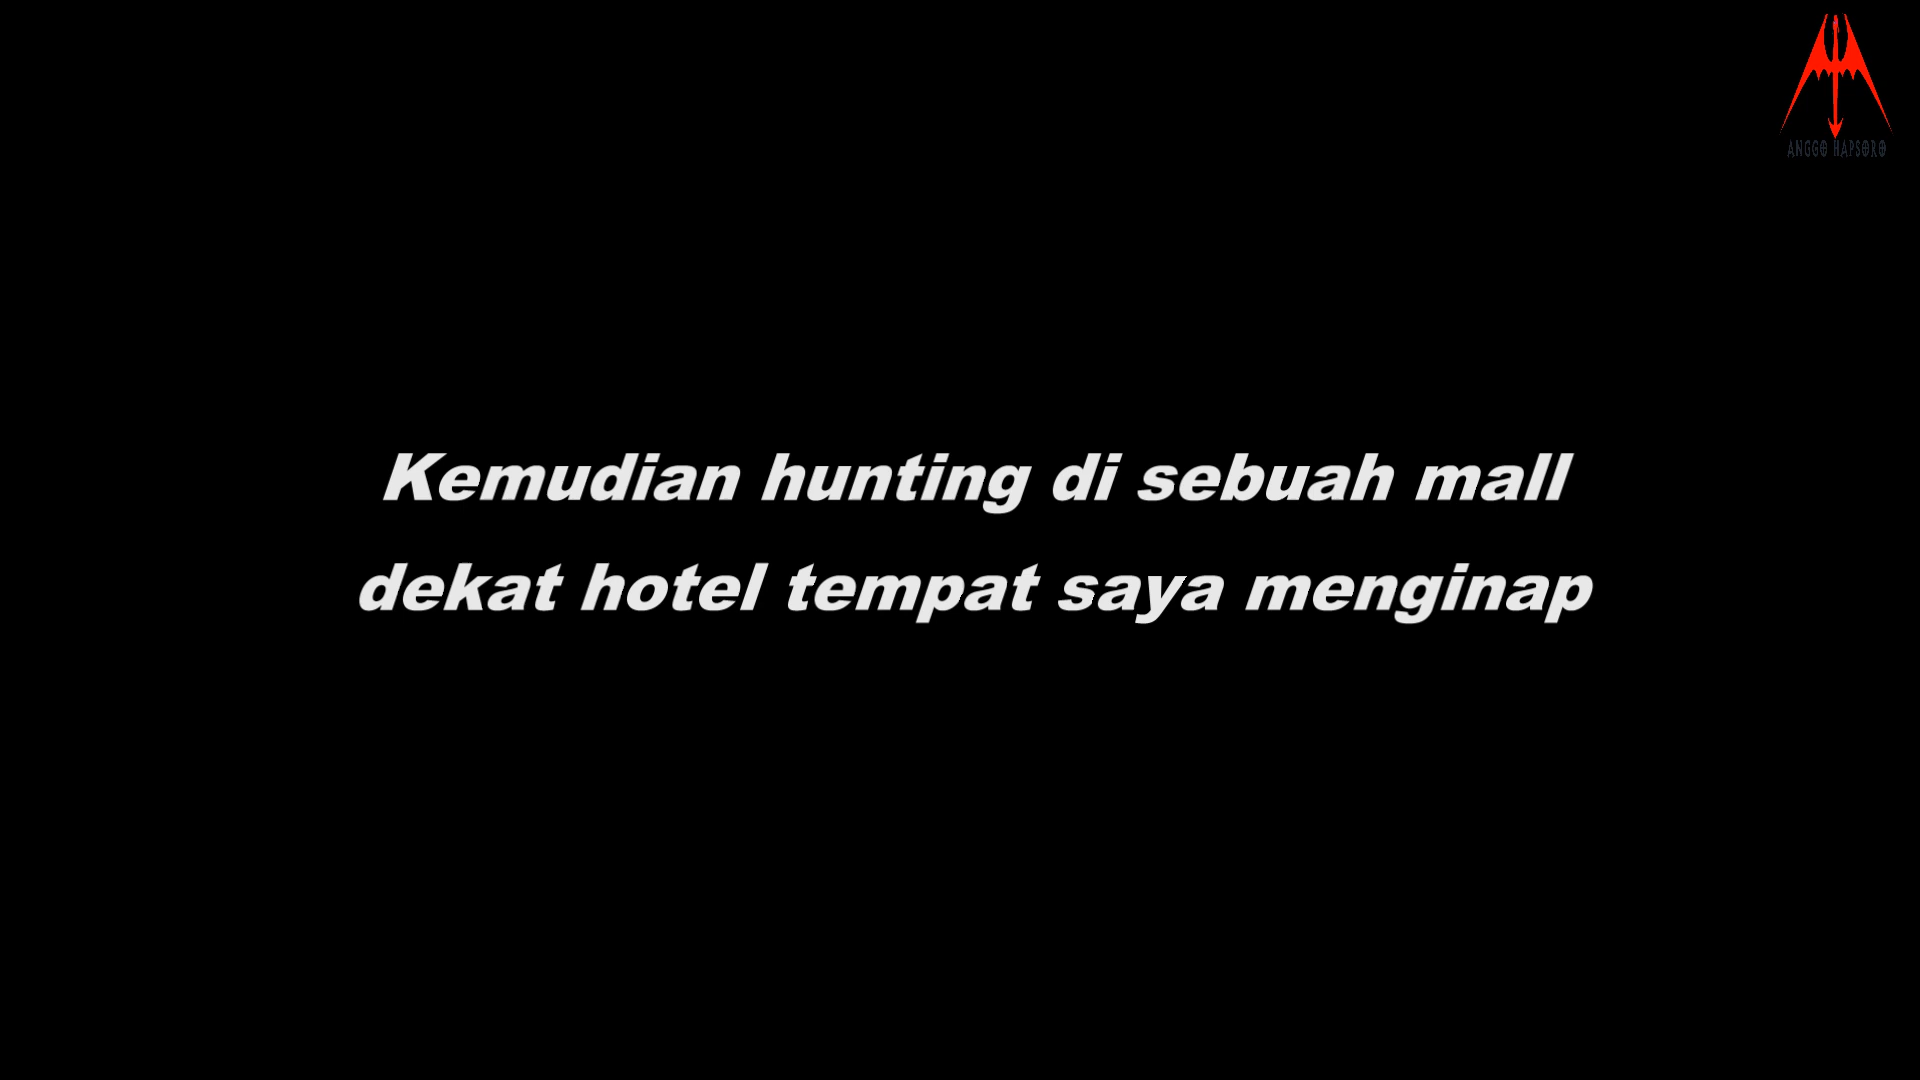 ANGGO HAPSORO
Kemudian hunting di sebuah mall
dekat hotel tempat saya menginap